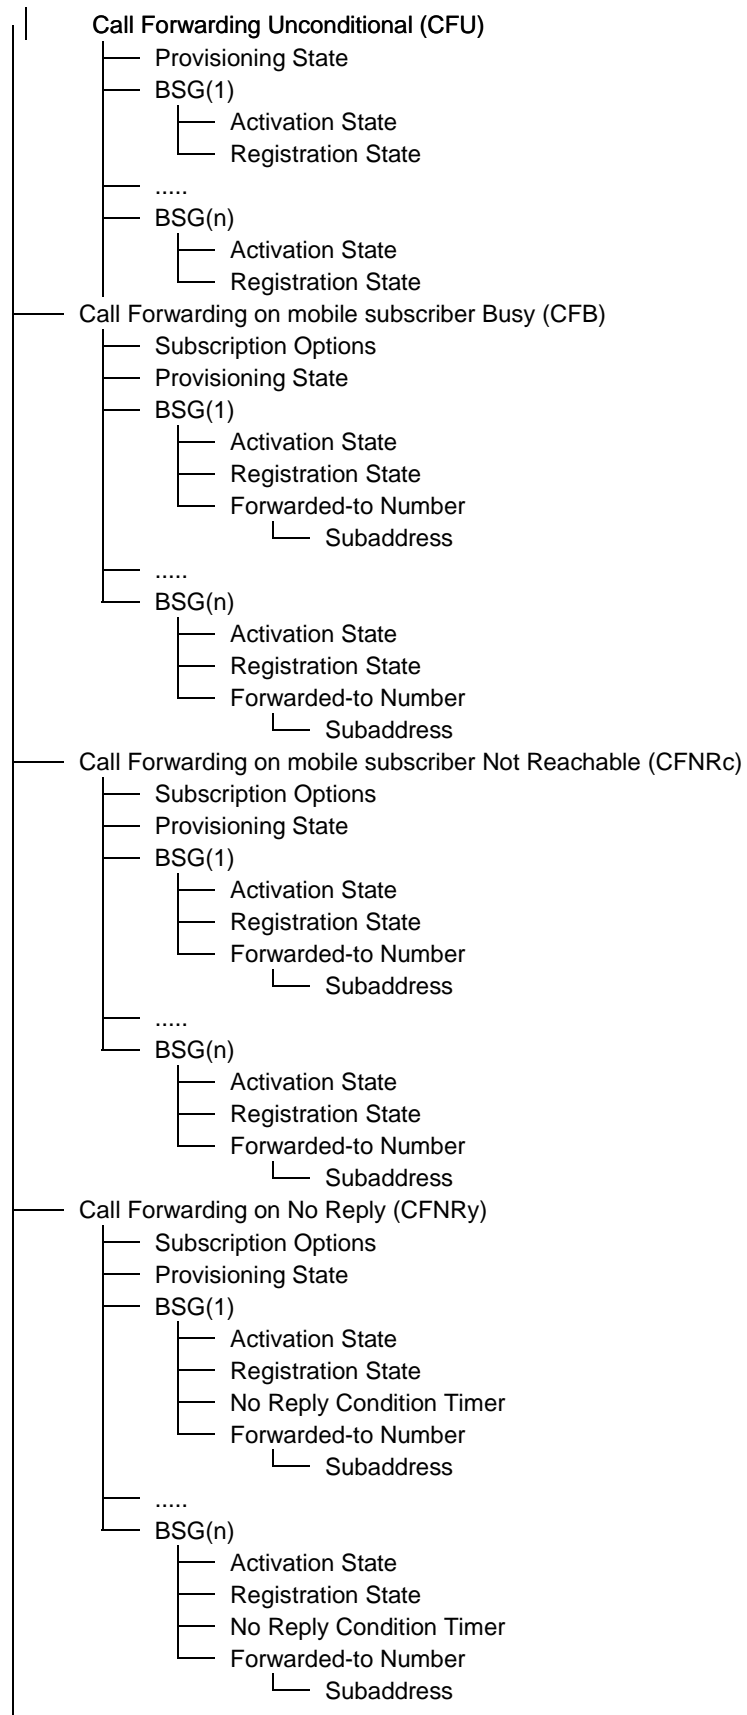 Call Forwarding Unconditional (CFU)
Provisioning State
BSG(1)
Activation State
Registration State
.....
BSG(n)
Activation State
Registration State
Call Forwarding on mobile subscriber Busy (CFB)
Subscription Options
Provisioning State
BSG(1)
Activation State
Registration State
Forwarded-to Number
Subaddress
.....
BSG(n)
Activation State
Registration State
Forwarded-to Number
Subaddress
Call Forwarding on mobile subscriber Not Reachable (CFNRc)
Subscription Options
Provisioning State
BSG(1)
Activation State
Registration State
Forwarded-to Number
Subaddress
.....
BSG(n)
Activation State
Registration State
Forwarded-to Number
Subaddress
Call Forwarding on No Reply (CFNRy)
Subscription Options
Provisioning State
BSG(1)
Activation State
Registration State
No Reply Condition Timer
Forwarded-to Number
Subaddress
.....
BSG(n)
Activation State
Registration State
No Reply Condition Timer
Forwarded-to Number
Subaddress